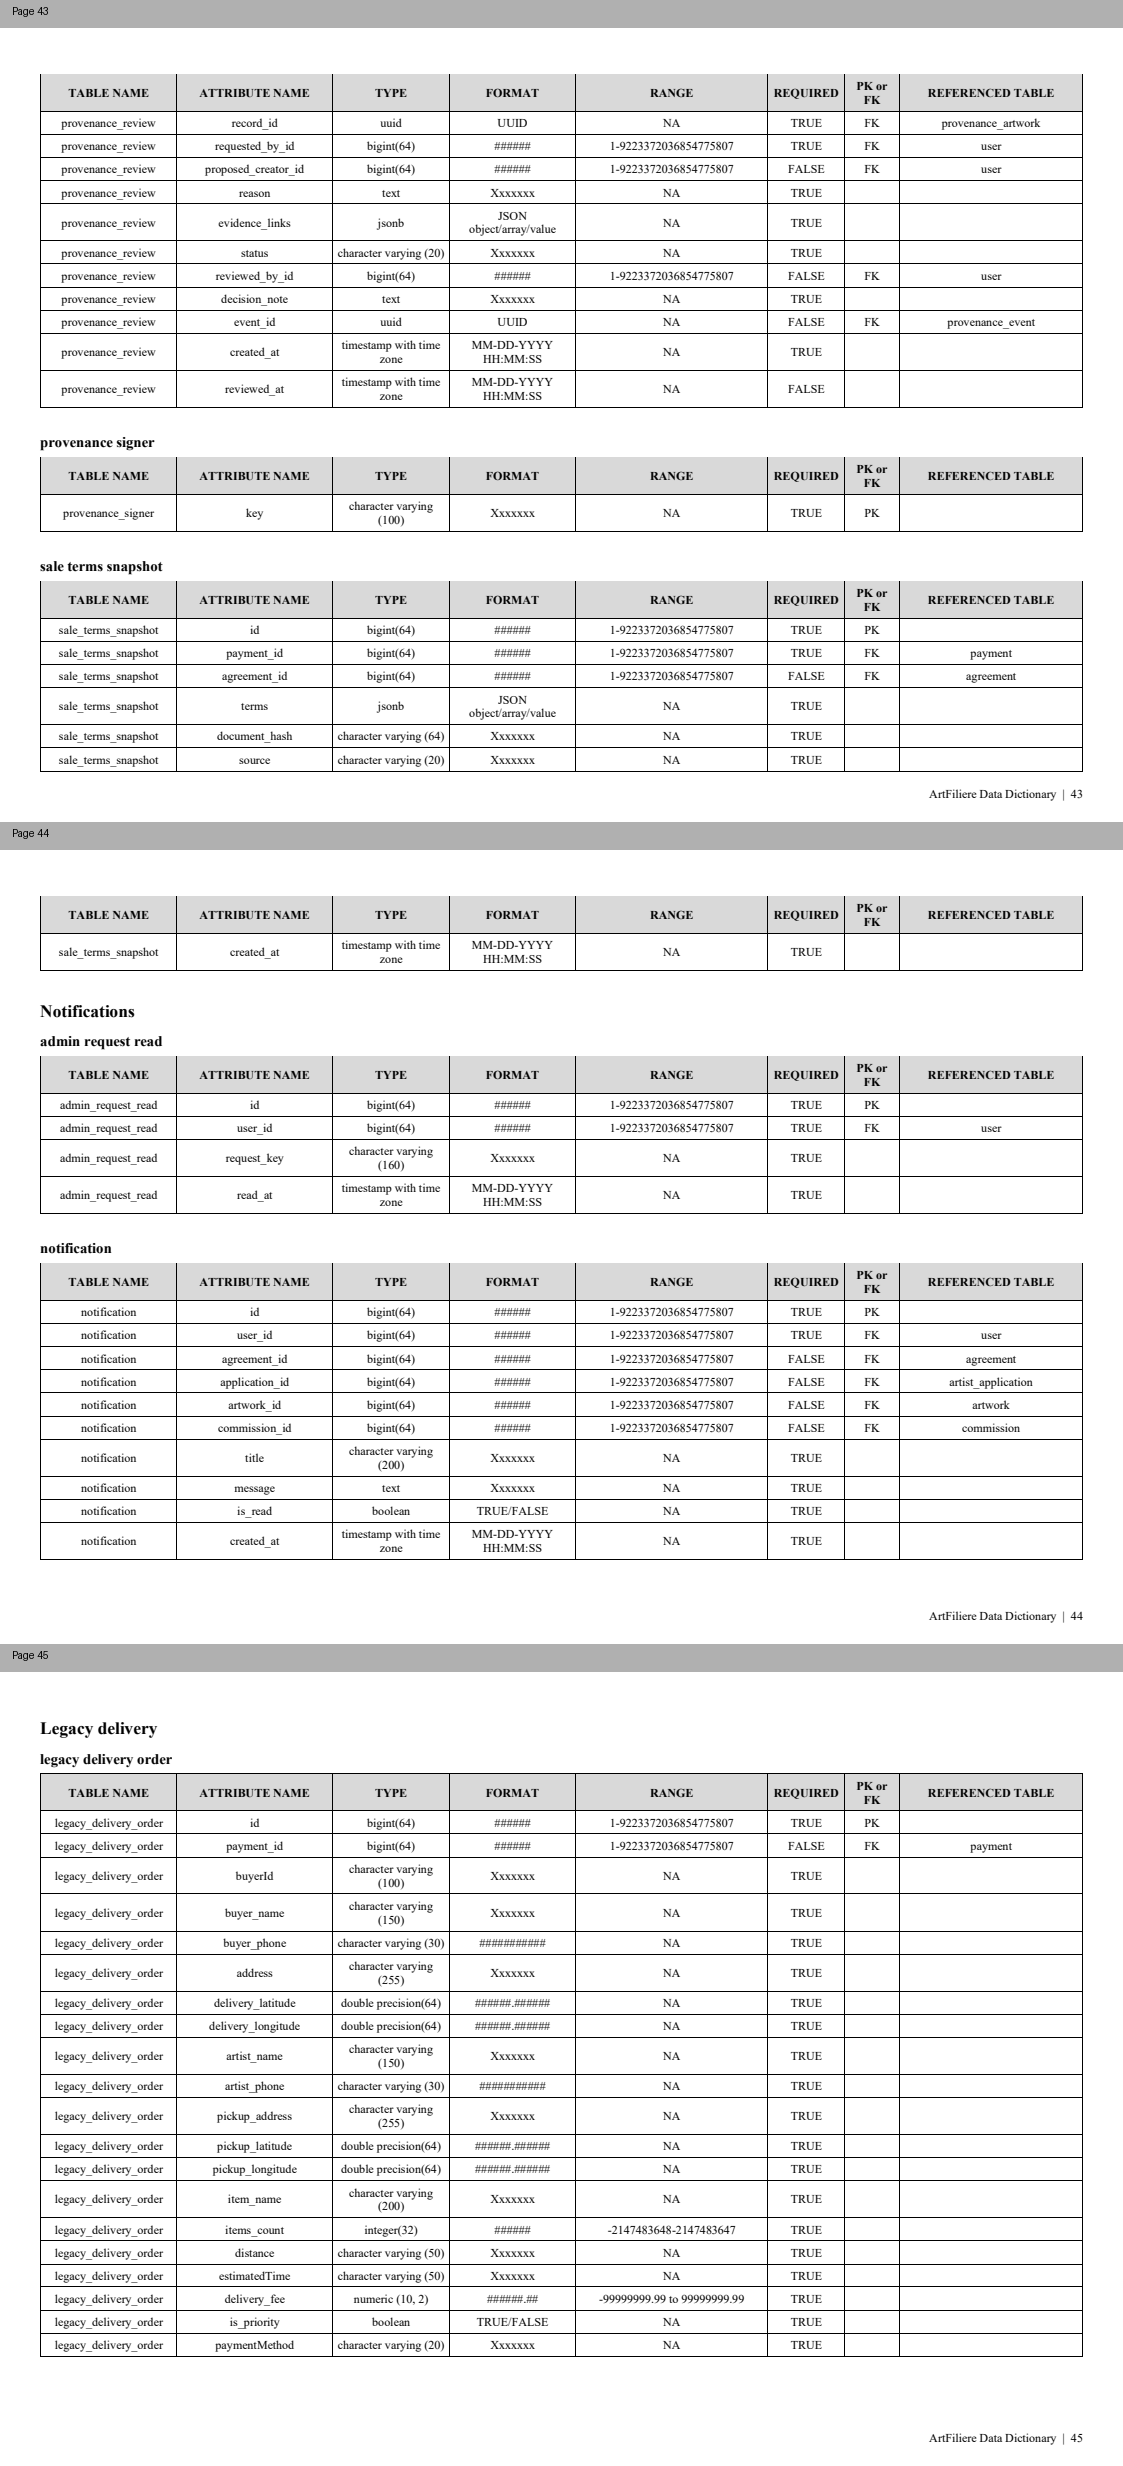 Page 43
TABLE NAME ATTRIBUTE NAME TYPE FORMAT RANGE REQUIRED PK or FK REFERENCED TABLE
provenance_review record_id uuid UUID NA TRUE FK provenance_artwork
provenance_review requested_by_id bigint(64) ###### 1-9223372036854775807 TRUE FK user
provenance_review proposed_creator_id bigint(64) ###### 1-9223372036854775807 FALSE FK user
provenance_review reason text Xxxxxxx NA TRUE
provenance_review evidence_links jsonb JSON object/array/value NA TRUE
provenance_review status character varying (20) Xxxxxxx NA TRUE
provenance_review reviewed_by_id bigint(64) ###### 1-9223372036854775807 FALSE FK user
provenance_review decision_note text Xxxxxxx NA TRUE
provenance_review event_id uuid UUID NA FALSE FK provenance_event
provenance_review created_at timestamp with time zone MM-DD-YYYY HH:MM:SS NA TRUE
provenance_review reviewed_at timestamp with time zone MM-DD-YYYY HH:MM:SS NA FALSE
provenance signer
TABLE NAME ATTRIBUTE NAME TYPE FORMAT RANGE REQUIRED PK or FK REFERENCED TABLE
provenance_signer key character varying (100) Xxxxxxx NA TRUE PK
sale terms snapshot
TABLE NAME ATTRIBUTE NAME TYPE FORMAT RANGE REQUIRED PK or FK REFERENCED TABLE
sale_terms_snapshot id bigint(64) ###### 1-9223372036854775807 TRUE PK
sale_terms_snapshot payment_id bigint(64) ###### 1-9223372036854775807 TRUE FK payment
sale_terms_snapshot agreement_id bigint(64) ###### 1-9223372036854775807 FALSE FK agreement
sale_terms_snapshot terms jsonb JSON object/array/value NA TRUE
sale_terms_snapshot document_hash character varying (64) Xxxxxxx NA TRUE
sale_terms_snapshot source character varying (20) Xxxxxxx NA TRUE
ArtFiliere Data Dictionary | 43
Page 44
TABLE NAME ATTRIBUTE NAME TYPE FORMAT RANGE REQUIRED PK or FK REFERENCED TABLE
sale_terms_snapshot created_at timestamp with time zone MM-DD-YYYY HH:MM:SS NA TRUE
Notifications
admin request read
TABLE NAME ATTRIBUTE NAME TYPE FORMAT RANGE REQUIRED PK or FK REFERENCED TABLE
admin_request_read id bigint(64) ###### 1-9223372036854775807 TRUE PK
admin_request_read user_id bigint(64) ###### 1-9223372036854775807 TRUE FK user
admin_request_read request_key character varying (160) Xxxxxxx NA TRUE
admin_request_read read_at timestamp with time zone MM-DD-YYYY HH:MM:SS NA TRUE
notification
TABLE NAME ATTRIBUTE NAME TYPE FORMAT RANGE REQUIRED PK or FK REFERENCED TABLE
notification id bigint(64) ###### 1-9223372036854775807 TRUE PK
notification user_id bigint(64) ###### 1-9223372036854775807 TRUE FK user
notification agreement_id bigint(64) ###### 1-9223372036854775807 FALSE FK agreement
notification application_id bigint(64) ###### 1-9223372036854775807 FALSE FK artist_application
notification artwork_id bigint(64) ###### 1-9223372036854775807 FALSE FK artwork
notification commission_id bigint(64) ###### 1-9223372036854775807 FALSE FK commission
notification title character varying (200) Xxxxxxx NA TRUE
notification message text Xxxxxxx NA TRUE
notification is_read boolean TRUE/FALSE NA TRUE
notification created_at timestamp with time zone MM-DD-YYYY HH:MM:SS NA TRUE
ArtFiliere Data Dictionary | 44
Page 45
Legacy delivery
legacy delivery order
TABLE NAME ATTRIBUTE NAME TYPE FORMAT RANGE REQUIRED PK or FK REFERENCED TABLE
legacy_delivery_order id bigint(64) ###### 1-9223372036854775807 TRUE PK
legacy_delivery_order payment_id bigint(64) ###### 1-9223372036854775807 FALSE FK payment
legacy_delivery_order buyerId character varying (100) Xxxxxxx NA TRUE
legacy_delivery_order buyer_name character varying (150) Xxxxxxx NA TRUE
legacy_delivery_order buyer_phone character varying (30) ########### NA TRUE
legacy_delivery_order address character varying (255) Xxxxxxx NA TRUE
legacy_delivery_order delivery_latitude double precision(64) ######.###### NA TRUE
legacy_delivery_order delivery_longitude double precision(64) ######.###### NA TRUE
legacy_delivery_order artist_name character varying (150) Xxxxxxx NA TRUE
legacy_delivery_order artist_phone character varying (30) ########### NA TRUE
legacy_delivery_order pickup_address character varying (255) Xxxxxxx NA TRUE
legacy_delivery_order pickup_latitude double precision(64) ######.###### NA TRUE
legacy_delivery_order pickup_longitude double precision(64) ######.###### NA TRUE
legacy_delivery_order item_name character varying (200) Xxxxxxx NA TRUE
legacy_delivery_order items_count integer(32) ###### -2147483648-2147483647 TRUE
legacy_delivery_order distance character varying (50) Xxxxxxx NA TRUE
legacy_delivery_order estimatedTime character varying (50) Xxxxxxx NA TRUE
legacy_delivery_order delivery_fee numeric (10, 2) ######.## -99999999.99 to 99999999.99 TRUE
legacy_delivery_order is_priority boolean TRUE/FALSE NA TRUE
legacy_delivery_order paymentMethod character varying (20) Xxxxxxx NA TRUE
ArtFiliere Data Dictionary | 45